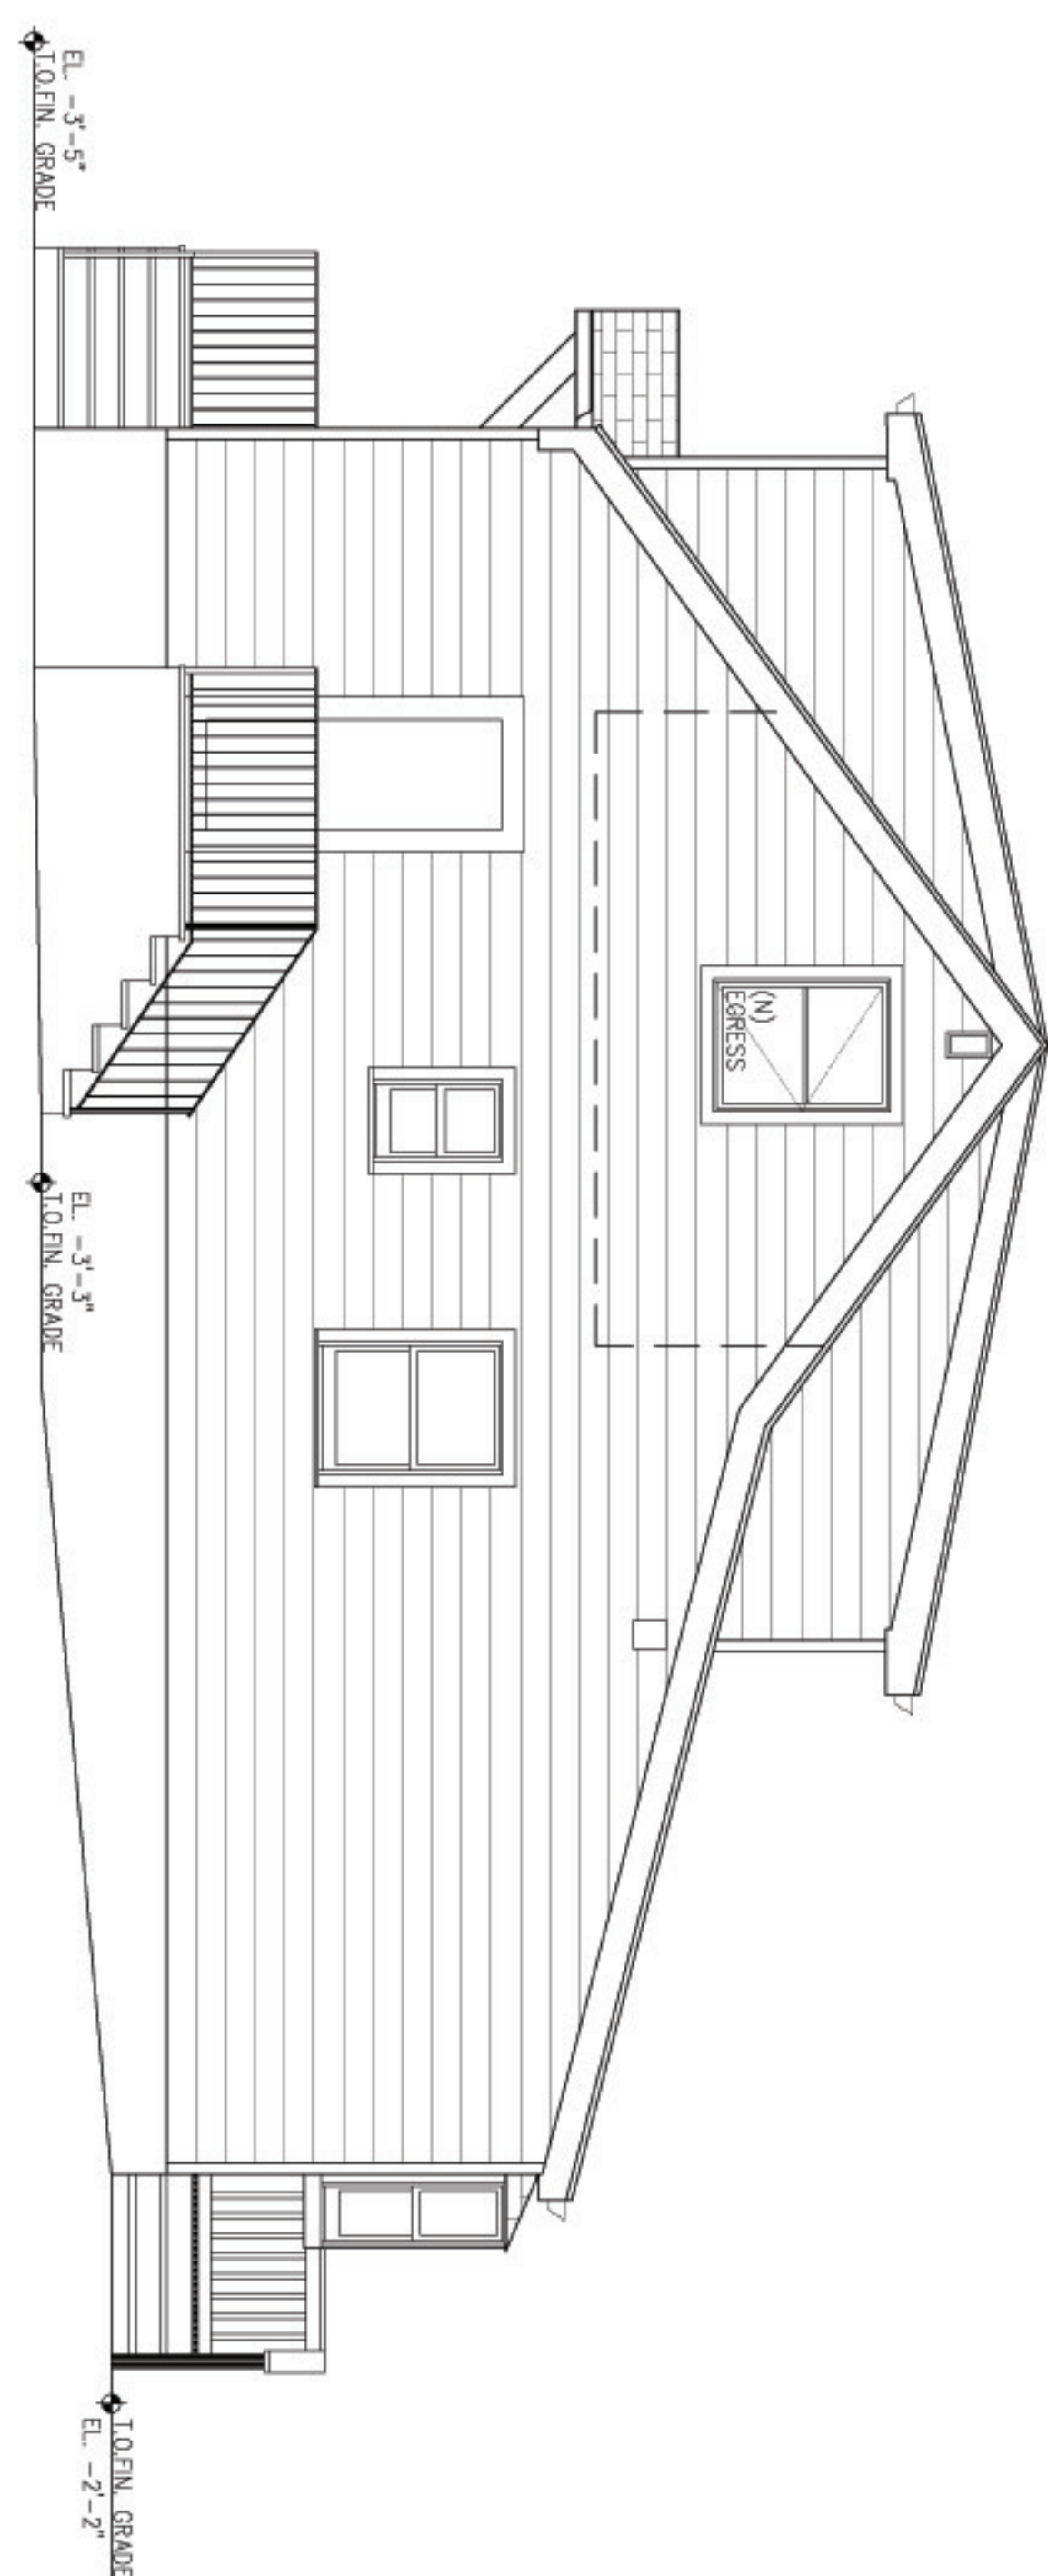 EL. -3'-5"
T.O.FIN. GRADE
(N)
EGRESS
EL. -3'-3"
T.O.FIN. GRADE
T.O.FIN. GRADE
EL. -2'-2"